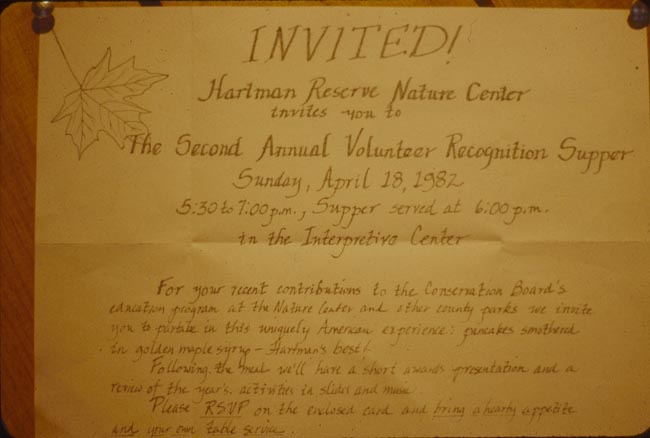 INVITED!
Hartman Reserve Nature Center
invites you to
The Second Annual Volunteer Recognition Supper
Sunday, April 18, 1982
5:30 to 7:00 p.m., Supper served at 6:00 p.m.
in the Interpretive Center
For your recent contributions to the Conservation Board's
education program at the Nature Center and other county parks we invite
you to partake in this uniquely American experience: pancakes smothered
in golden maple syrup - Hartman's best!
Following the meal we'll have a short awards presentation and a
review of the year's activities in slides and music.
Please RSVP on the enclosed card and bring a hearty appetite
and your own table service.